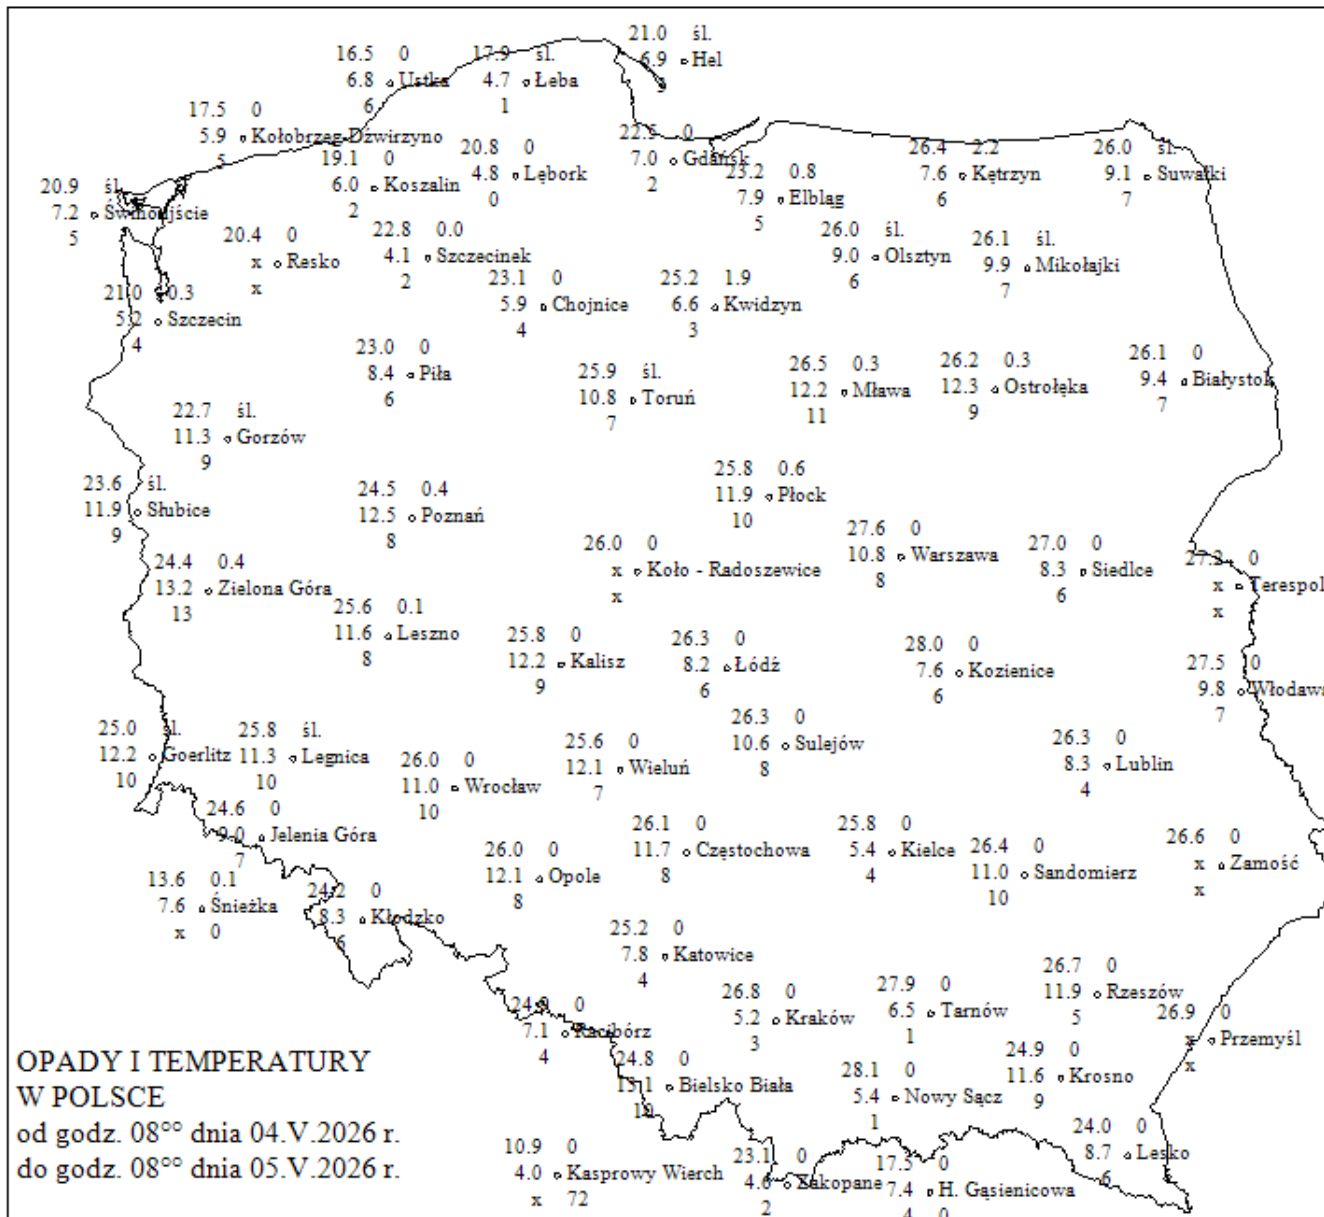 21.0 śl.
6.9 Hel
3
16.5 0
6.8 Ustka
6
17.9 śl.
4.7 Łeba
1
17.5 0
5.9 Kołobrzeg-Dźwirzyno
5
19.1 0
6.0 Koszalin
2
20.8 0
4.8 Lębork
0
22.5 0
7.0 Gdańsk
2
23.2 0.8
7.9 Elbląg
5
26.4 2.2
7.6 Kętrzyn
6
26.0 śl.
9.1 Suwałki
7
20.9 śl.
7.2 Świnoujście
5
20.4 0
x Resko
x
22.8 0.0
4.1 Szczecinek
2
26.0 śl.
9.0 Olsztyn
6
26.1 śl.
9.9 Mikołajki
7
21.0 0.3
5.2 Szczecin
4
23.1 0
5.9 Chojnice
4
25.2 1.9
6.6 Kwidzyn
3
23.0 0
8.4 Piła
6
25.9 śl.
10.8 Toruń
7
26.5 0.3
12.2 Mława
11
26.2 0.3
12.3 Ostrołęka
9
26.1 0
9.4 Białystok
7
22.7 śl.
11.3 Gorzów
9
23.6 śl.
11.9 Słubice
9
24.5 0.4
12.5 Poznań
8
25.8 0.6
11.9 Płock
10
26.0 0
x Koło - Radoszewice
x
27.6 0
10.8 Warszawa
8
27.0 0
8.3 Siedlce
6
27.2 0
x Terespol
x
24.4 0.4
13.2 Zielona Góra
13
25.6 0.1
11.6 Leszno
8
25.8 0
12.2 Kalisz
9
26.3 0
8.2 Łódź
6
28.0 0
7.6 Kozienice
6
27.5 0
9.8 Włodawa
7
25.0 śl.
12.2 Goerlitz
10
25.8 śl.
11.3 Legnica
10
26.0 0
11.0 Wrocław
10
25.6 0
12.1 Wieluń
7
26.3 0
10.6 Sulejów
8
26.3 0
8.3 Lublin
4
24.6 0
9.0 Jelenia Góra
7
26.0 0
12.1 Opole
8
26.1 0
11.7 Częstochowa
8
25.8 0
5.4 Kielce
4
26.4 0
11.0 Sandomierz
10
26.6 0
x Zamość
x
13.6 0.1
7.6 Śnieżka
x 0
24.2 0
8.3 Kłodzko
6
25.2 0
7.8 Katowice
4
24.9 0
7.1 Racibórz
4
26.8 0
5.2 Kraków
3
27.9 0
6.5 Tarnów
1
26.7 0
11.9 Rzeszów
5
26.9 0
x Przemyśl
x
24.8 0
13.1 Bielsko Biała
10
28.1 0
5.4 Nowy Sącz
1
24.9 0
11.6 Krosno
9
24.0 0
8.7 Lesko
6
10.9 0
4.0 Kasprowy Wierch
x 72
23.1 0
4.6 Zakopane
2
17.5 0
7.4 H. Gąsienicowa
4 0
OPADY I TEMPERATURY
W POLSCE
od godz. 08°° dnia 04.V.2026 r.
do godz. 08°° dnia 05.V.2026 r.